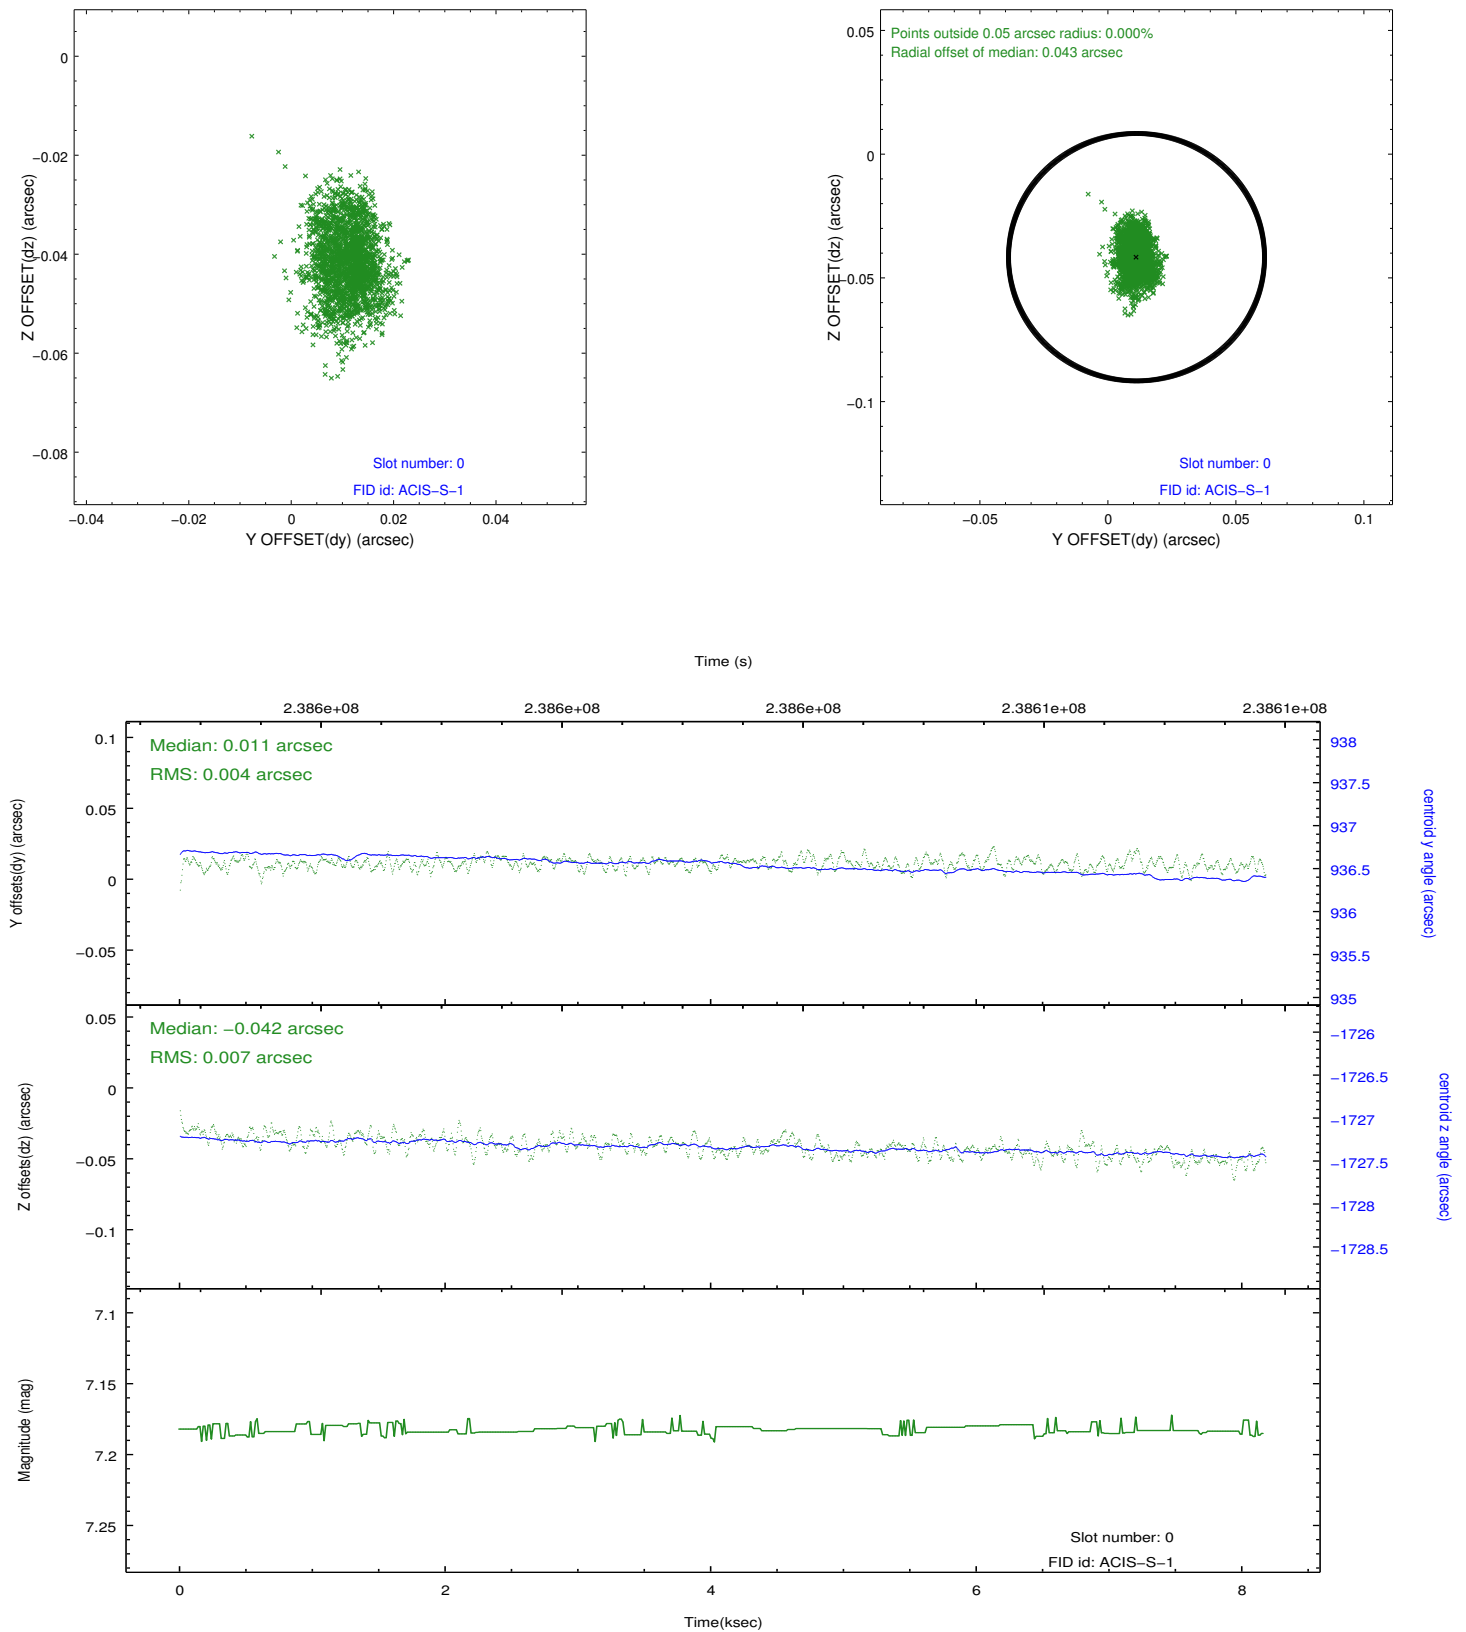 0
−0.02
−0.04
−0.06
−0.08
Z OFFSET(dz) (arcsec)
Slot number: 0
FID id: ACIS−S−1
−0.04
−0.02
0
0.02
0.04
Y OFFSET(dy) (arcsec)
Points outside 0.05 arcsec radius: 0.000%
Radial offset of median: 0.043 arcsec
0.05
0
−0.05
−0.1
Z OFFSET(dz) (arcsec)
Slot number: 0
FID id: ACIS−S−1
−0.05
0
0.05
0.1
Y OFFSET(dy) (arcsec)
Time (s)
2.386e+08
2.386e+08
2.386e+08
2.3861e+08
2.3861e+08
Median: 0.011 arcsec
RMS: 0.004 arcsec
0.1
0.05
0
−0.05
Y offsets(dy) (arcsec)
938
937.5
937
936.5
936
935.5
935
centroid y angle (arcsec)
Median: −0.042 arcsec
RMS: 0.007 arcsec
0.05
0
−0.05
−0.1
Z offsets(dz) (arcsec)
−1726
−1726.5
−1727
−1727.5
−1728
−1728.5
centroid z angle (arcsec)
7.1
7.15
7.2
7.25
Magnitude (mag)
Slot number: 0
FID id: ACIS−S−1
0
2
4
6
8
Time(ksec)